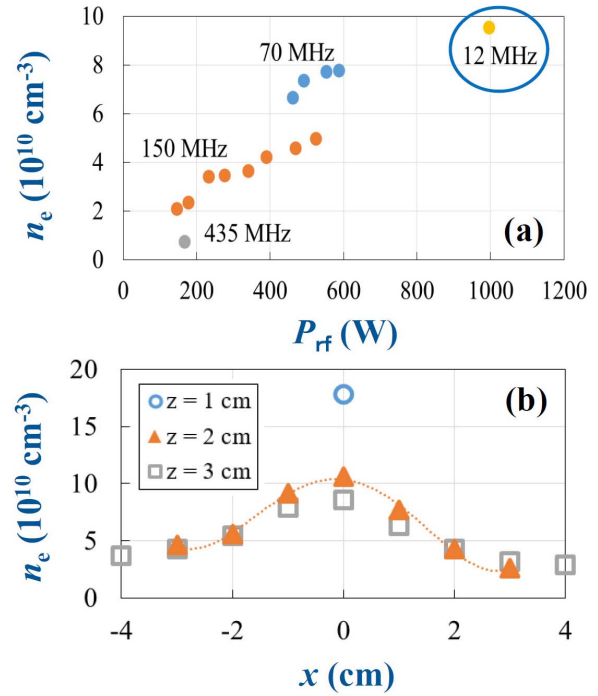 10
8
6
4
2
0
nₑ (10¹⁰ cm⁻³)
70 MHz
12 MHz
150 MHz
435 MHz
(a)
0 200 400 600 800 1000 1200
P_rf (W)
20
15
10
5
0
nₑ (10¹⁰ cm⁻³)
z = 1 cm
z = 2 cm
z = 3 cm
(b)
-4 -2 0 2 4
x (cm)